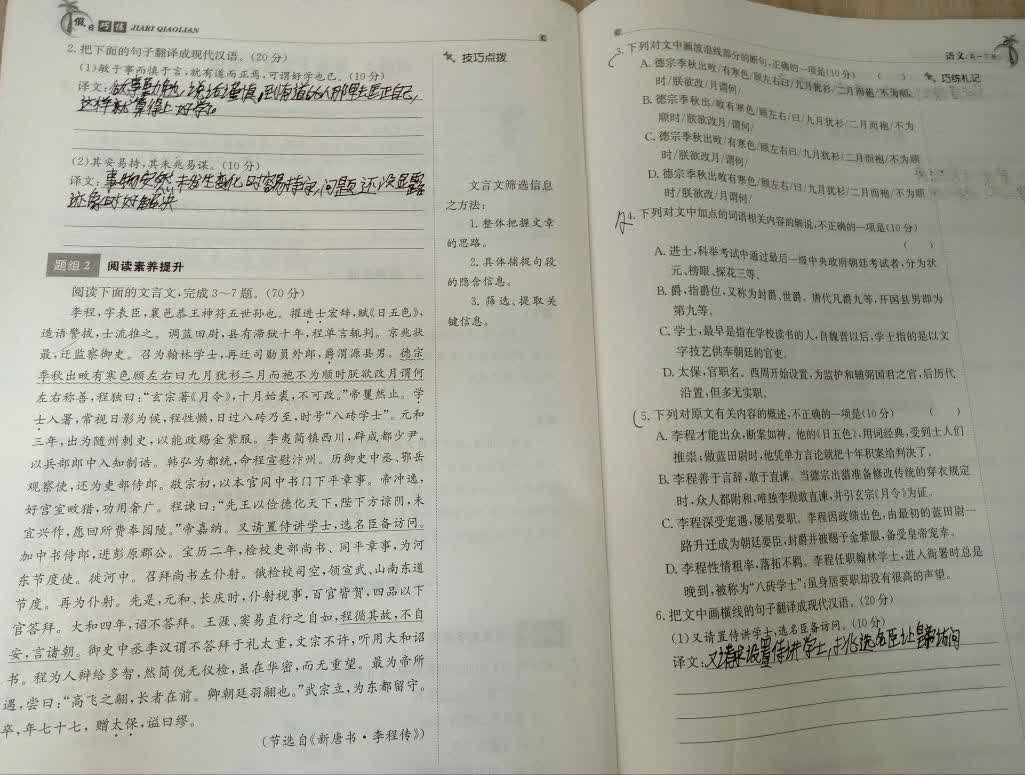 假日巧练 JIARI QIAOLIAN
2.把下面的句子翻译成现代汉语。(20分)
(1)敏于事而慎于言,就有道而正焉,可谓好学也已。(10分)
译文:做事勤勉,说话谨慎,到有道的人那里去匡正自己,
这样就算得上好学。
(2)其安易持,其未兆易谋。(10分)
译文:事物安然未发生变化时容易持守,问题还没显露
迹象时好解决
题组2 阅读素养提升
阅读下面的文言文,完成3~7题。(70分)
李程,字表臣,襄邑恭王神符五世孙也。擢进士宏辞,赋《日五色》,
造语警拔,士流推之。调蓝田尉,县有滞狱十年,程单言辄判。京兆状
最,迁监察御史。召为翰林学士,再迁司勋员外郎,爵渭源县男。德宗
季秋出畋有寒色顾左右曰九月犹衫二月而袍不为顺时朕欲改月谓何
左右称善,程独曰:“玄宗著《月令》,十月始裘,不可改。”帝矍然止。学
士入署,常视日影为候,程性懒,日过八砖乃至,时号“八砖学士”。元和
三年,出为随州刺史,以能政赐金紫服。李夷简镇西川,辟成都少尹。
以兵部郎中入知制诰。韩弘为都统,命程宣慰汴州。历御史中丞、鄂岳
观察使,还为吏部侍郎。敬宗初,以本官同中书门下平章事。帝冲逸,
好宫室畋猎,功用奢广。程谏曰:“先王以俭德化天下,陛下方谅阴,未
宜兴作,愿回所费奉园陵。”帝嘉纳。又请置侍讲学士,选名臣备访问。
加中书侍郎,进彭原郡公。宝历二年,检校吏部尚书、同平章事,为河
东节度使。徙河中。召拜尚书左仆射。俄检校司空,领宣武、山南东道
节度。再为仆射。先是,元和、长庆时,仆射视事,百官皆贺,四品以下
官答拜。大和四年,诏不答拜。王涯、窦易直行之自如,程循其故,不自
安,言诸朝。御史中丞李汉谓不答拜于礼太重,文宗不许,听用大和诏
书。程为人辩给多智,然简侻无仪检,虽在华密,而无重望。最为帝所
遇,尝曰:“高飞之翮,长者在前。卿朝廷羽翮也。”武宗立,为东都留守。
卒,年七十七,赠太保,谥曰缪。
(节选自《新唐书·李程传》)
技巧点拨
文言文筛选信息
之方法:
1.整体把握文章
的思路。
2.具体捕捉句段
的隐含信息。
3.筛选、提取关
键信息。
语文
巧练札记
3.下列对文中画波浪线部分的断句,正确的一项是(10分) ( )
A.德宗季秋出畋/有寒色/顾左右曰/九月犹衫/二月而袍/不为顺
时/朕欲改月谓何/
B.德宗季秋出/畋有寒色/顾左右/曰/九月犹衫/二月而袍/不为
顺时/朕欲改月/谓何/
C.德宗季秋出畋/有寒色/顾左右曰/九月犹衫/二月而袍/不为顺
时/朕欲改月/谓何/
D.德宗季秋出/畋有寒色/顾左右/曰/九月犹衫/二月而袍/不为顺
时/朕欲改月/谓何/
4.下列对文中加点的词语相关内容的解说,不正确的一项是(10分)
( )
A.进士,科举考试中通过最后一级中央政府朝廷考试者,分为状
元、榜眼、探花三等。
B.爵,指爵位,又称为封爵、世爵。唐代凡爵九等,开国县男即为
第九等。
C.学士,最早是指在学校读书的人,自魏晋以后,学士指的是以文
字技艺供奉朝廷的官吏。
D.太保,官职名。西周开始设置,为监护和辅弼国君之官,后历代
沿置,但多无实职。
5.下列对原文有关内容的概述,不正确的一项是(10分) ( )
A.李程才能出众,断案如神。他的《日五色》,用词经典,受到士人们
推崇;做蓝田尉时,他凭单方言论就把十年积案给判决了。
B.李程善于言辞,敢于直谏。当德宗出猎准备修改传统的穿衣规定
时,众人都附和,唯独李程敢直谏,并引玄宗《月令》为证。
C.李程深受宠遇,屡居要职。李程因政绩出色,由最初的蓝田尉一
路升迁成为朝廷要臣,封爵并被赐予金紫服,备受皇帝宠幸。
D.李程性情粗率,落拓不羁。李程任职翰林学士,进入衙署时总是
晚到,被称为“八砖学士”;虽身居要职却没有很高的声望。
6.把文中画横线的句子翻译成现代汉语。(20分)
(1)又请置侍讲学士,选名臣备访问。(10分)
译文:又请求设置侍讲学士,挑选名臣让皇帝访问